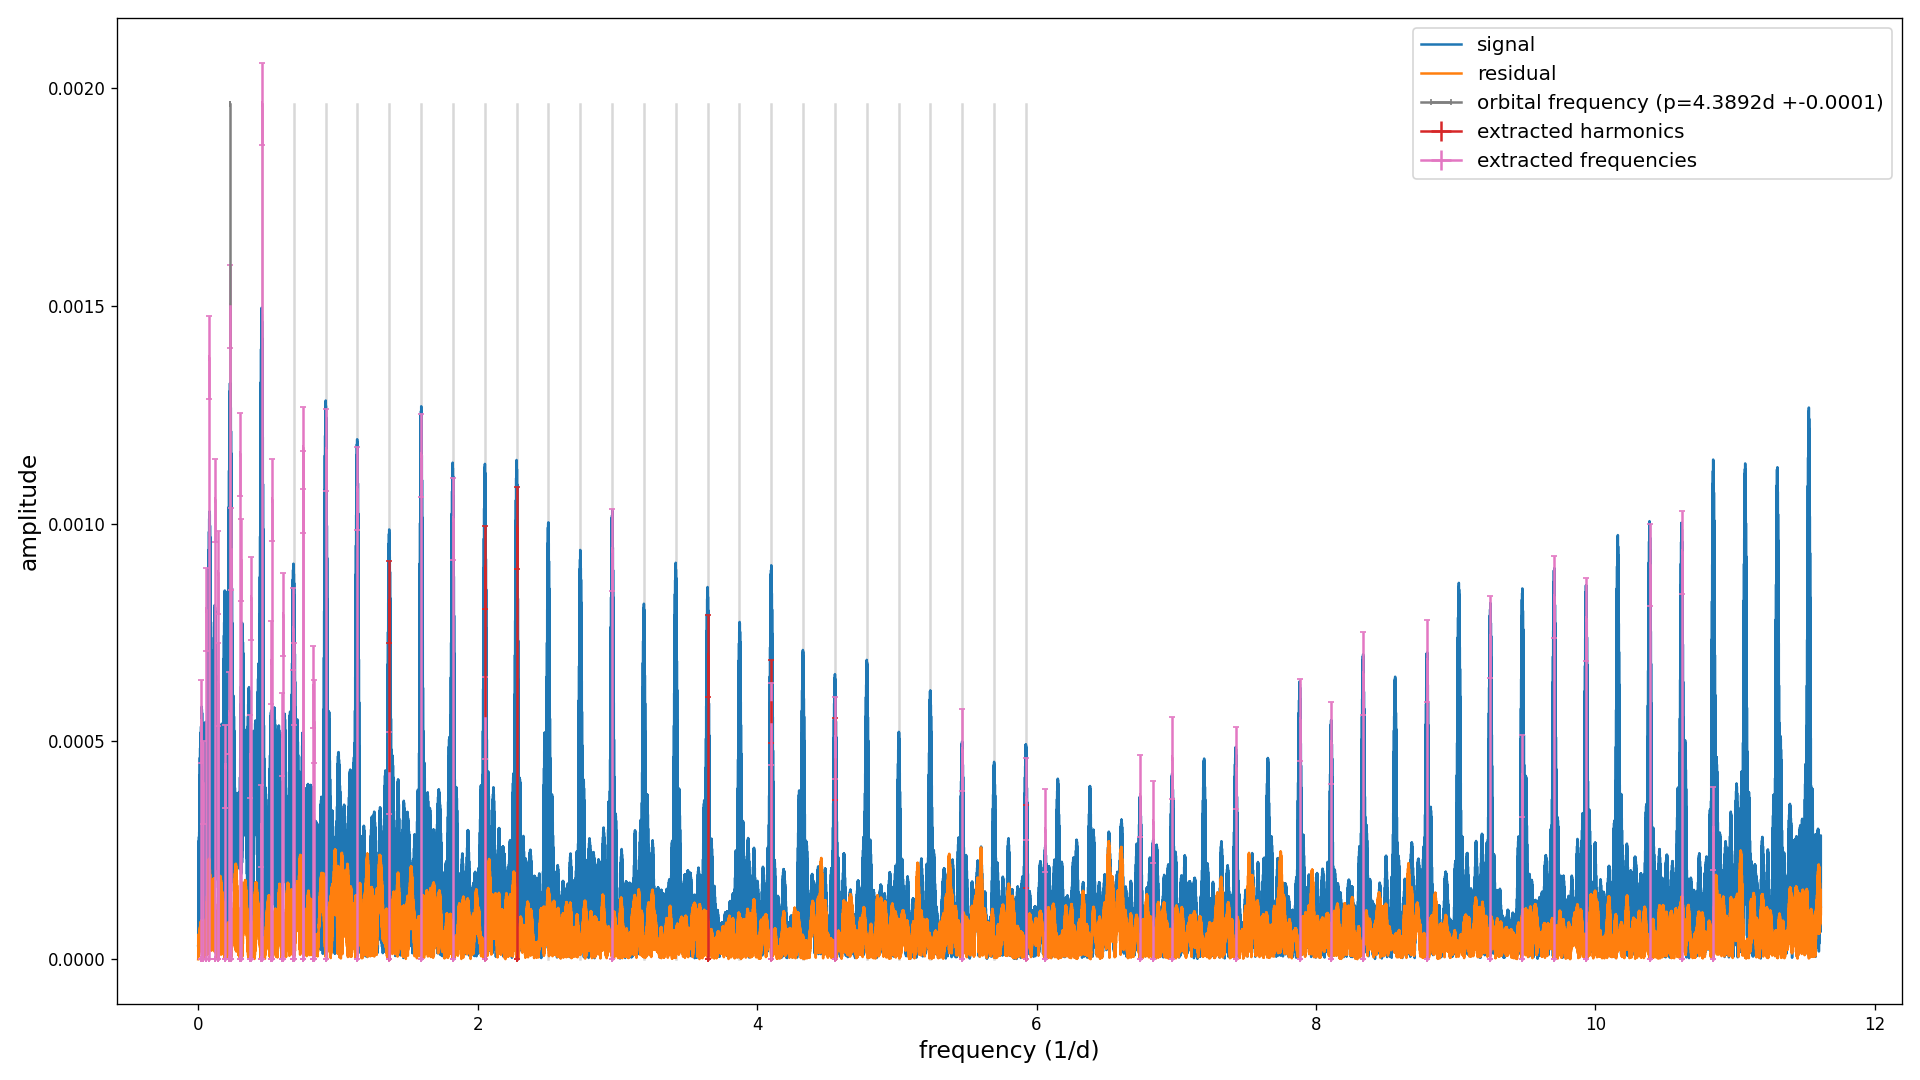 signal
residual
orbital frequency (p=4.3892d +-0.0001)
extracted harmonics
extracted frequencies
0.0020
0.0015
0.0010
0.0005
0.0000
amplitude
0 2 4 6 8 10 12
frequency (1/d)